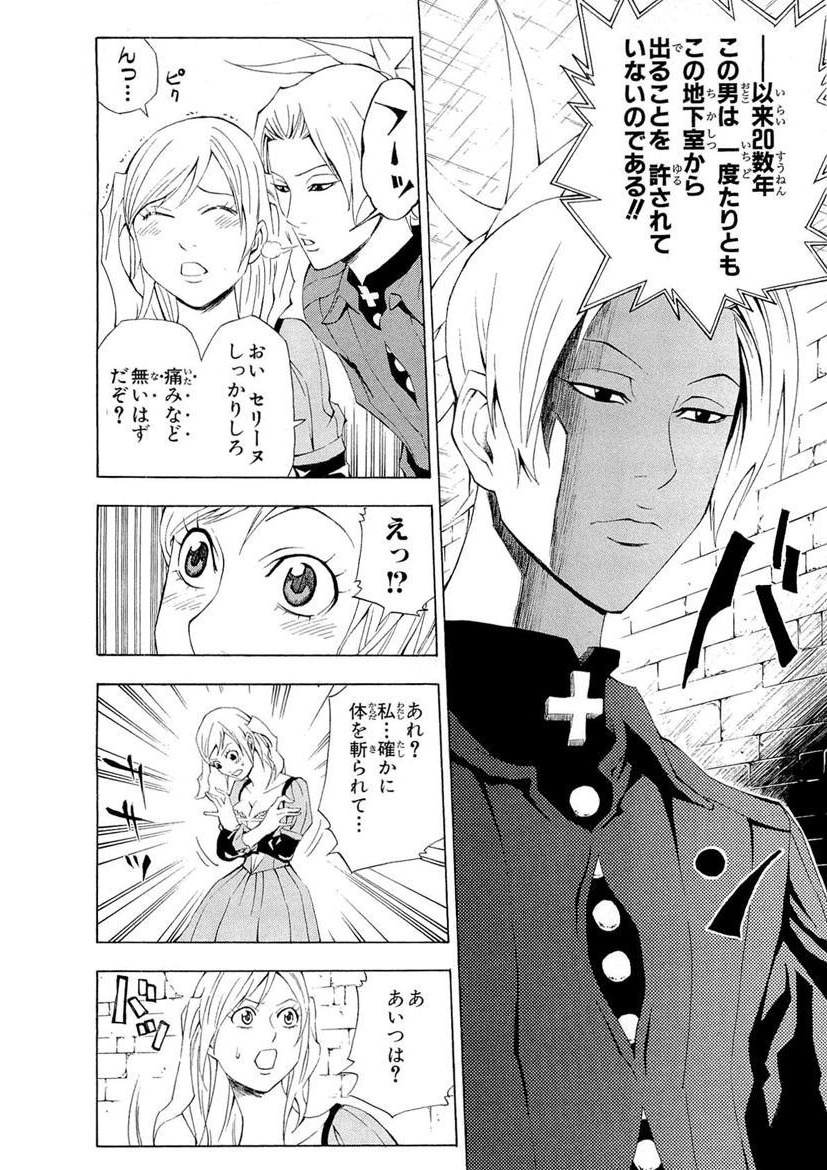 ──以来20数年
この男は 一度たりとも
この地下室から
出ることを 許されて
いないのである!!
バ
ン
フーッ
ピク
んっ…
おい セリーヌ
しっかりしろ
痛みなど
無いはず
だぞ?
えっ!?
あれ?
私…確かに
体を斬られて…
あ
あいつは?
ドッ